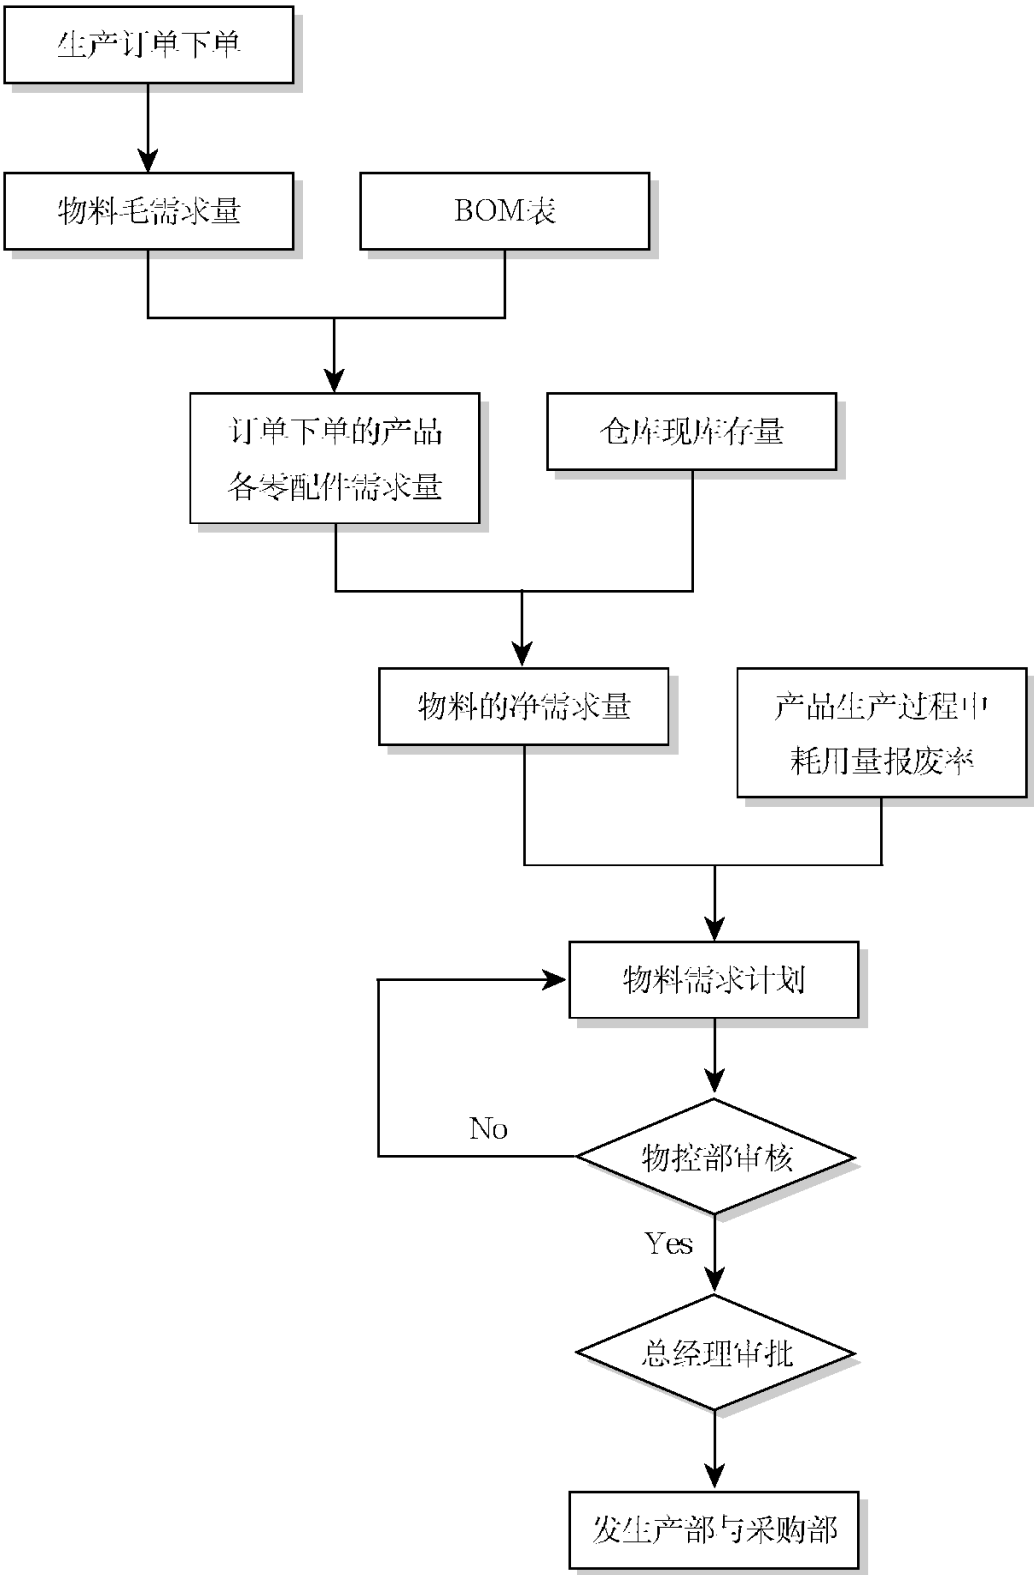 生产订单下单
物料毛需求量
BOM表
订单下单的产品
各零配件需求量
仓库现库存量
物料的净需求量
产品生产过程中
耗用量报废率
物料需求计划
No
物控部审核
Yes
总经理审批
发生产部与采购部